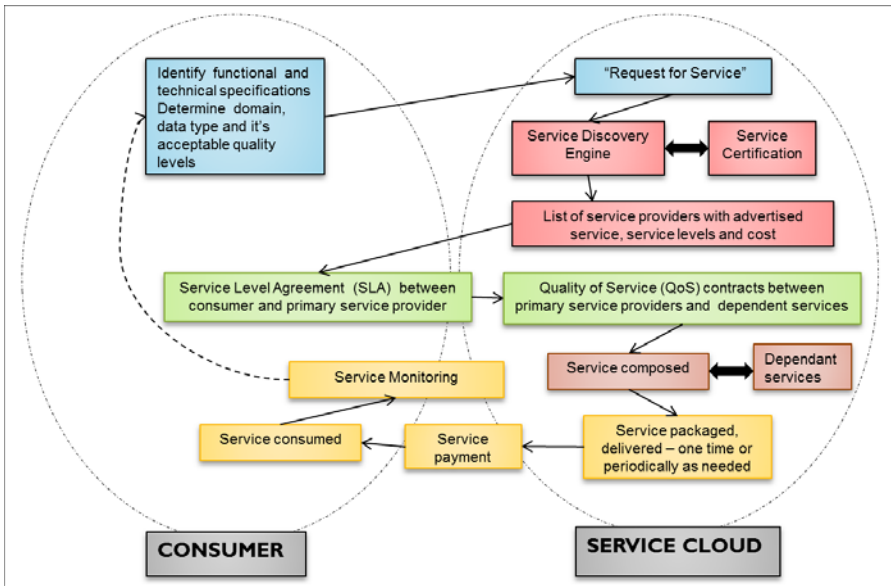 Identify functional and
technical specifications
Determine domain,
data type and it's
acceptable quality
levels
"Request for Service"
Service Discovery
Engine
Service
Certification
List of service providers with advertised
service, service levels and cost
Service Level Agreement (SLA) between
consumer and primary service provider
Quality of Service (QoS) contracts between
primary service providers and dependent services
Service composed
Dependant
services
Service Monitoring
Service consumed
Service
payment
Service packaged,
delivered – one time or
periodically as needed
CONSUMER
SERVICE CLOUD